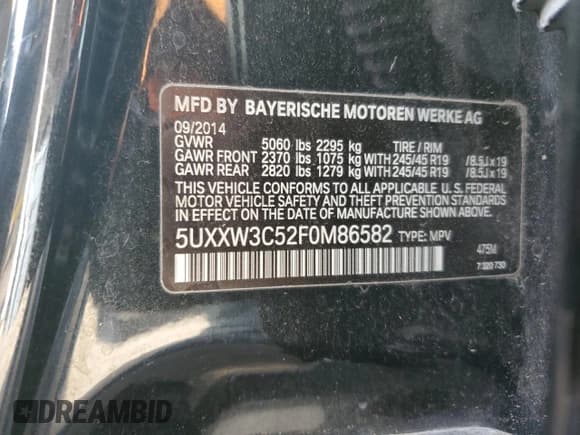 MFD BY BAYERISCHE MOTOREN WERKE AG
09/2014
GVWR 5060 lbs 2295 kg TIRE / RIM
GAWR FRONT 2370 lbs 1075 kg WITH 245/45 R19 / 8.5J x 19
GAWR REAR 2820 lbs 1279 kg WITH 245/45 R19 / 8.5J x 19
THIS VEHICLE CONFORMS TO ALL APPLICABLE U. S. FEDERAL
MOTOR VEHICLE SAFETY AND THEFT PREVENTION STANDARDS
IN EFFECT ON THE DATE OF MANUFACTURE SHOWN ABOVE.
5UXXW3C52F0M86582 TYPE: MPV
475M
7 320 730
DREAMBID